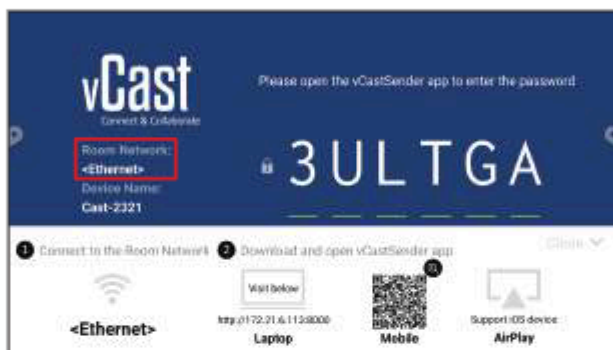 vCast
Connect & Collaborate
Please open the vCastSender app to enter the password
Room Network:
<Ethernet>
Device Name:
Cast-2321
3ULTGA
1 Connect to the Room Network
2 Download and open vCastSender app
Close
Visit below
http://172.21.6.113:8000
Support iOS device
<Ethernet>
Laptop
Mobile
AirPlay